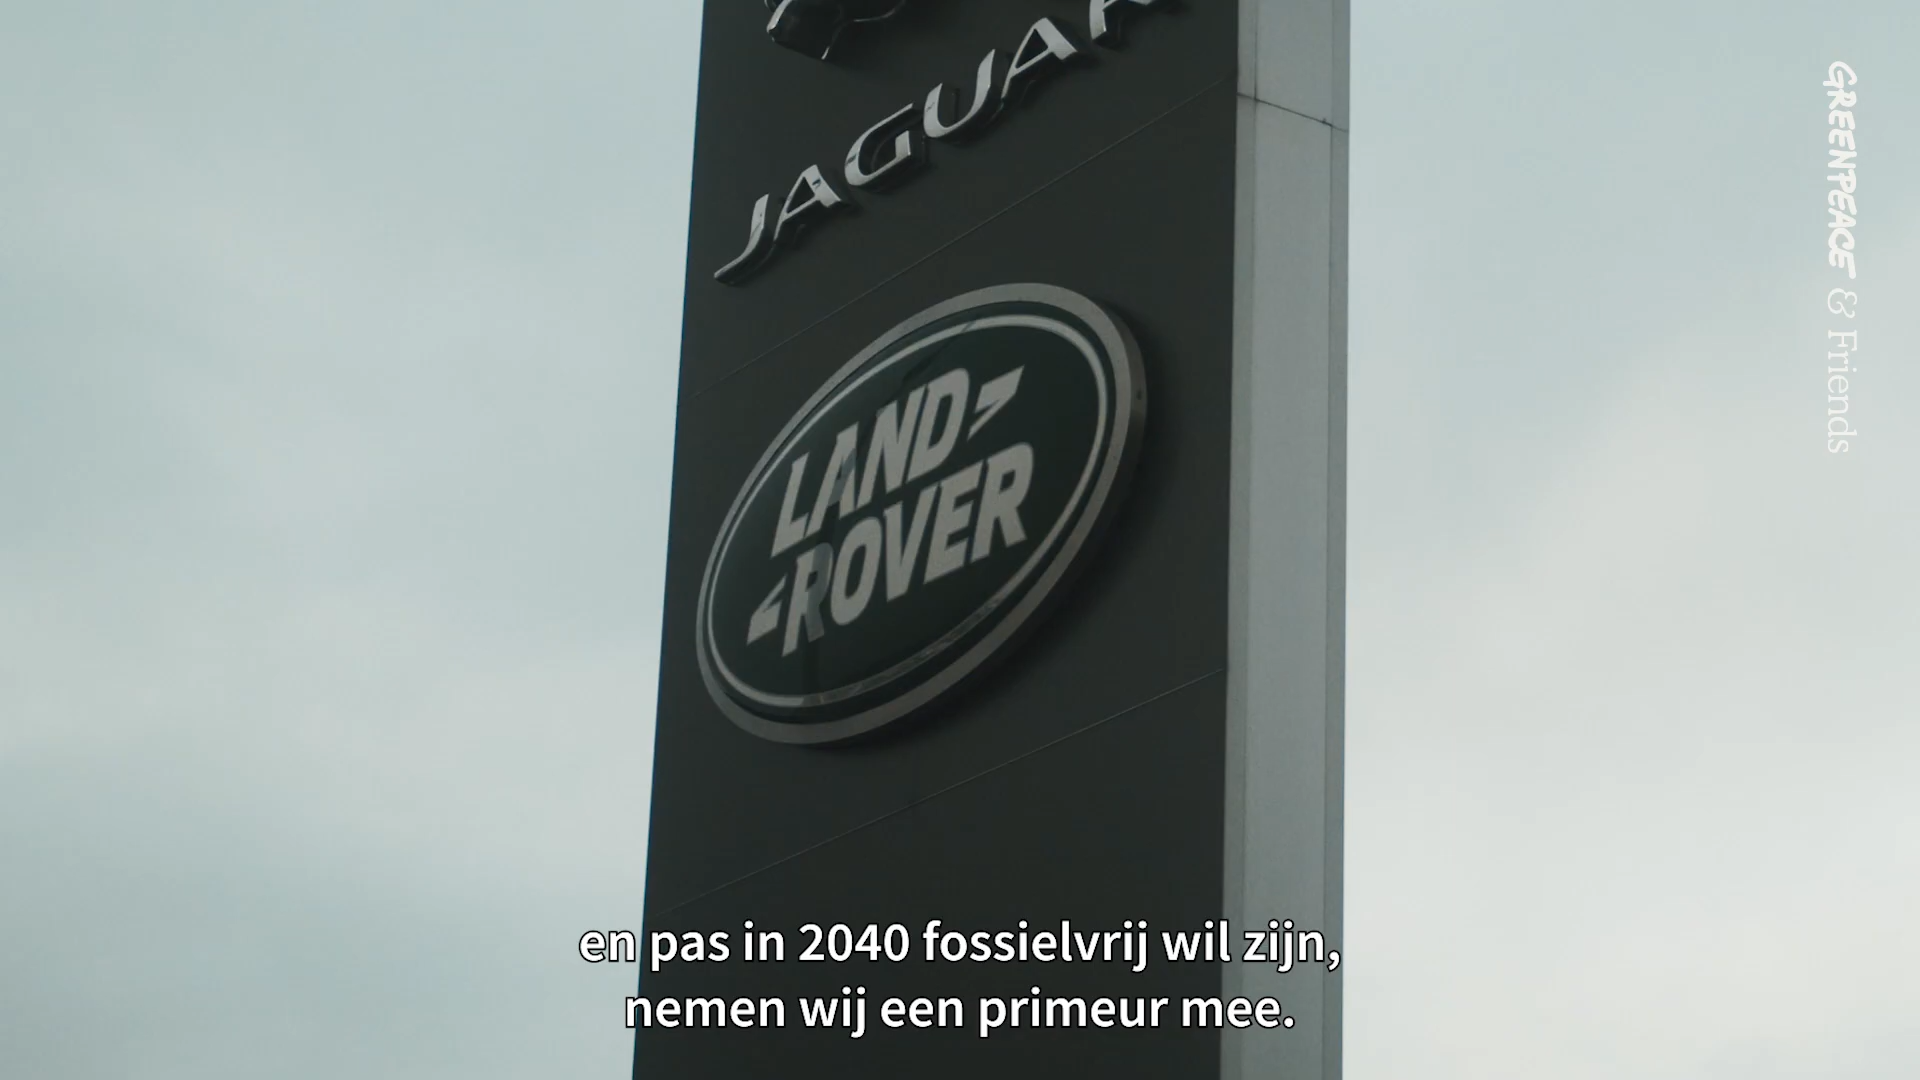 JAGUAR
LAND
ROVER
GREENPEACE & Friends
en pas in 2040 fossielvrij wil zijn,
nemen wij een primeur mee.